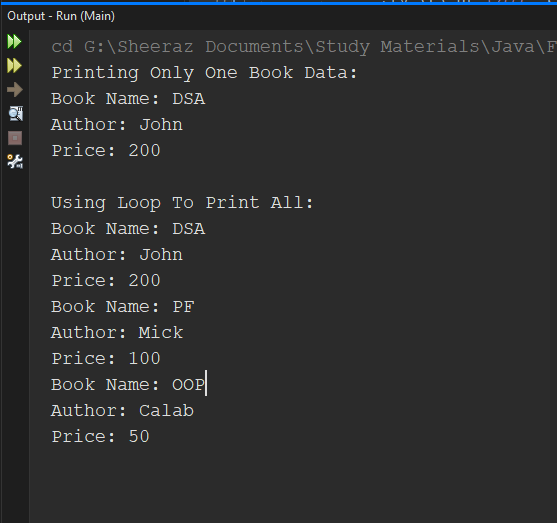 Output - Run (Main)
cd G:\Sheeraz Documents\Study Materials\Java\F
Printing Only One Book Data:
Book Name: DSA
Author: John
Price: 200
Using Loop To Print All:
Book Name: DSA
Author: John
Price: 200
Book Name: PF
Author: Mick
Price: 100
Book Name: OOP
Author: Calab
Price: 50